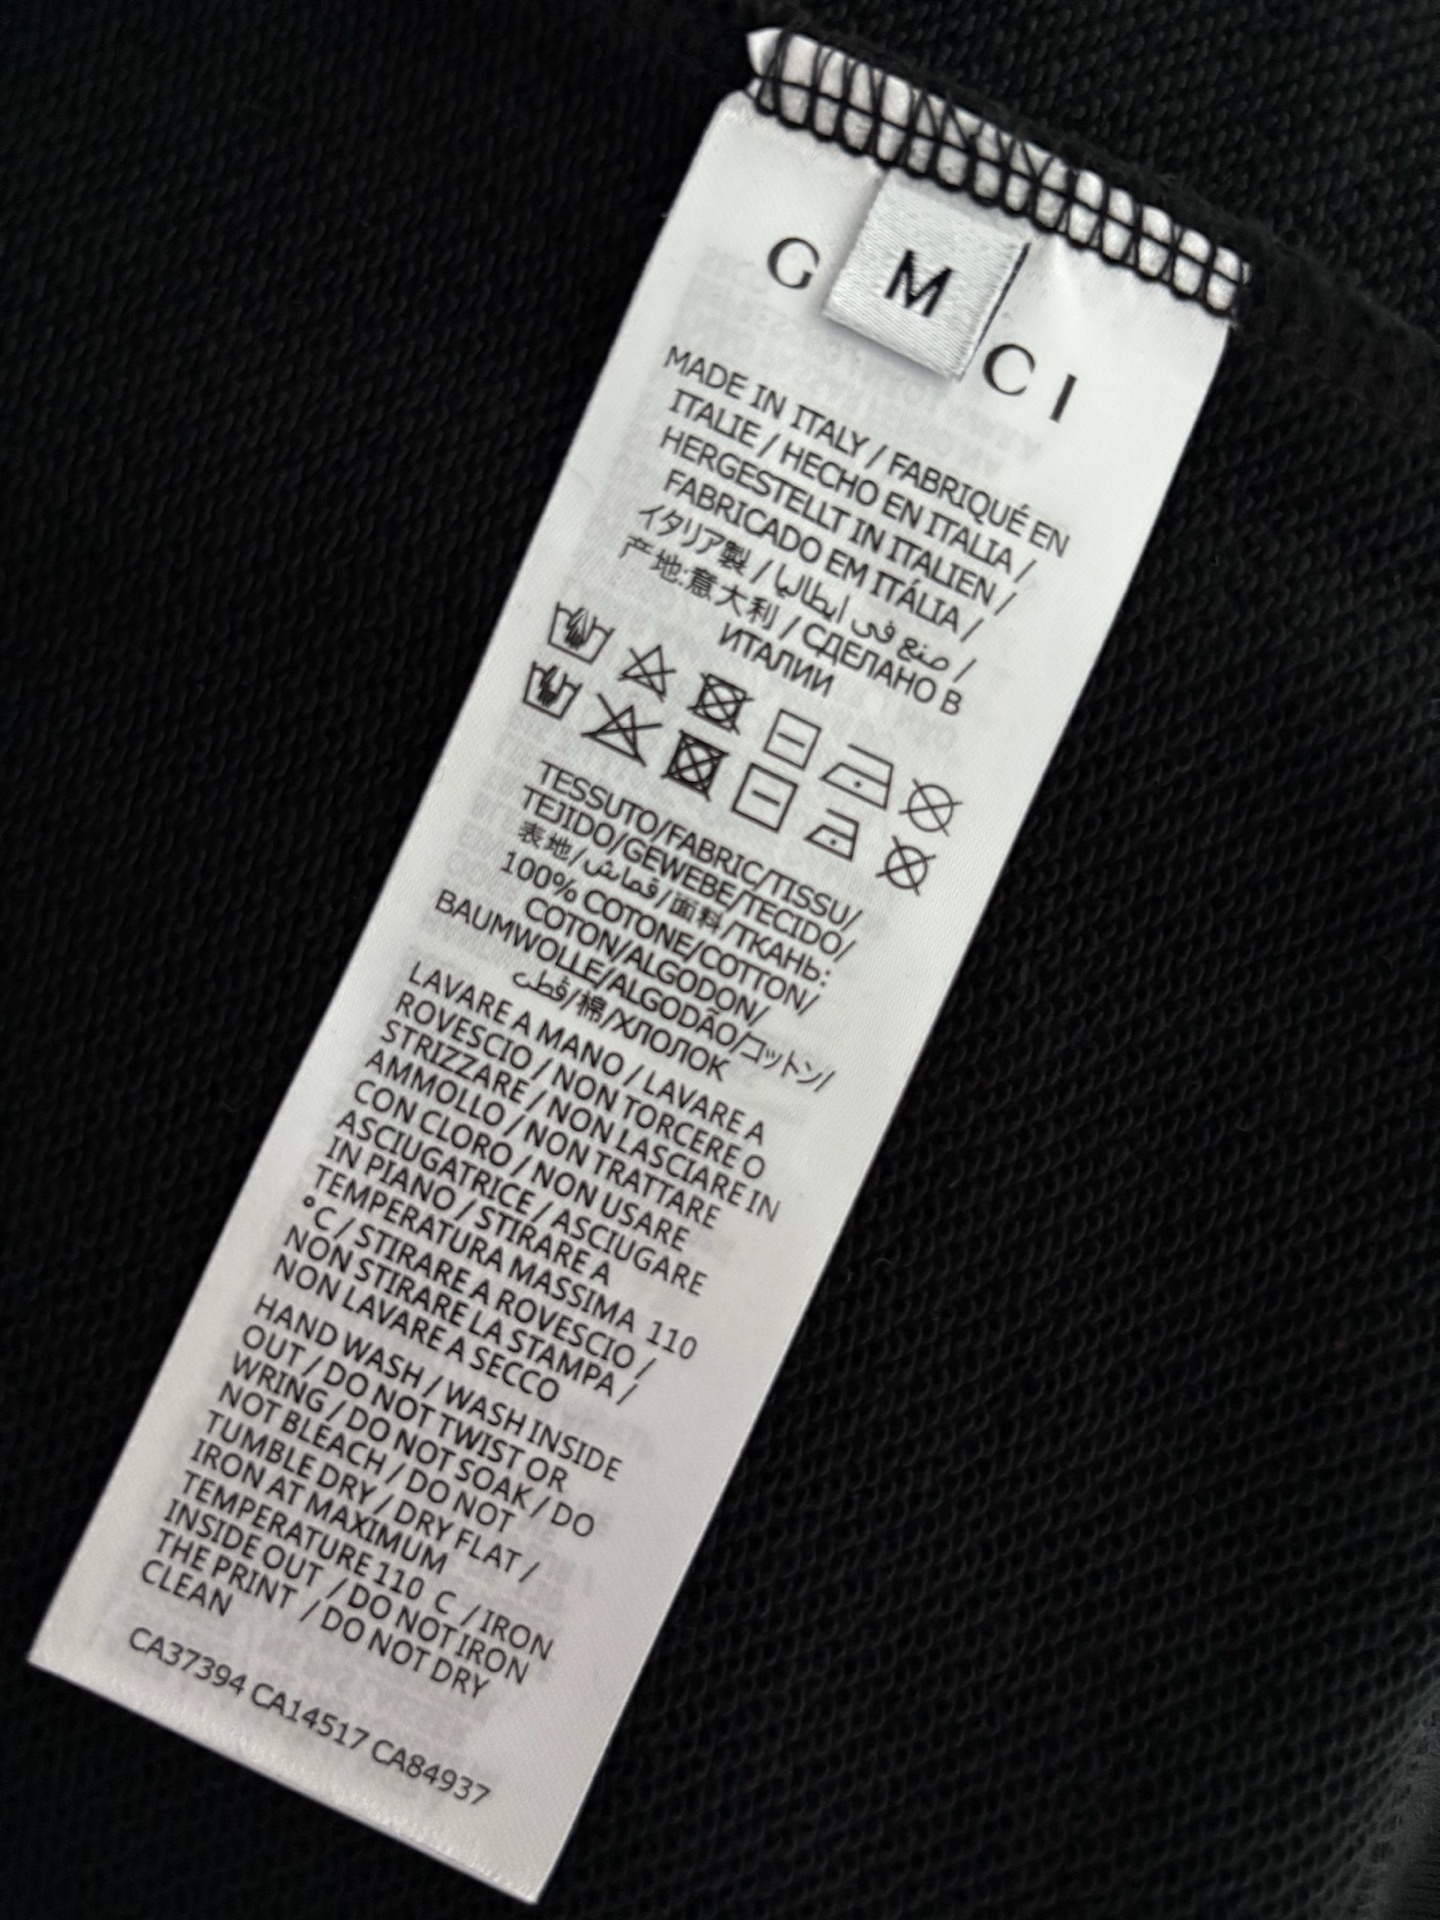 G M CI
MADE IN ITALY / FABRIQUÉ EN
ITALIE / HECHO EN ITALIA /
HERGESTELLT IN ITALIEN /
FABRICADO EM ITÁLIA /
イタリア製 / صنع في إيطاليا /
产地:意大利 / СДЕЛАНО В
ИТАЛИИ
TESSUTO/FABRIC/TISSU/
TEJIDO/GEWEBE/TECIDO/
表地/قماش/面料/ТКАНЬ:
100% COTONE/COTTON/
COTON/ALGODON/
BAUMWOLLE/ALGODÃO/コットン/
قطن/棉/ХЛОЛОК
LAVARE A MANO / LAVARE A
ROVESCIO / NON TORCERE O
STRIZZARE / NON LASCIARE IN
AMMOLLO / NON TRATTARE
CON CLORO / NON USARE
ASCIUGATRICE / ASCIUGARE
IN PIANO / STIRARE A
TEMPERATURA MASSIMA 110
°C / STIRARE A ROVESCIO /
NON STIRARE LA STAMPA /
NON LAVARE A SECCO
HAND WASH / WASH INSIDE
OUT / DO NOT TWIST OR
WRING / DO NOT SOAK / DO
NOT BLEACH / DO NOT
TUMBLE DRY / DRY FLAT /
IRON AT MAXIMUM
TEMPERATURE 110 C / IRON
INSIDE OUT / DO NOT IRON
THE PRINT / DO NOT DRY
CLEAN
CA37394 CA14517 CA84937